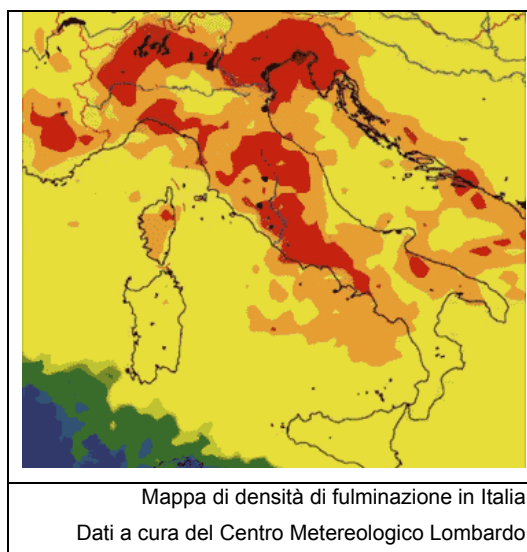 Mappa di densità di fulminazione in Italia
Dati a cura del Centro Metereologico Lombardo